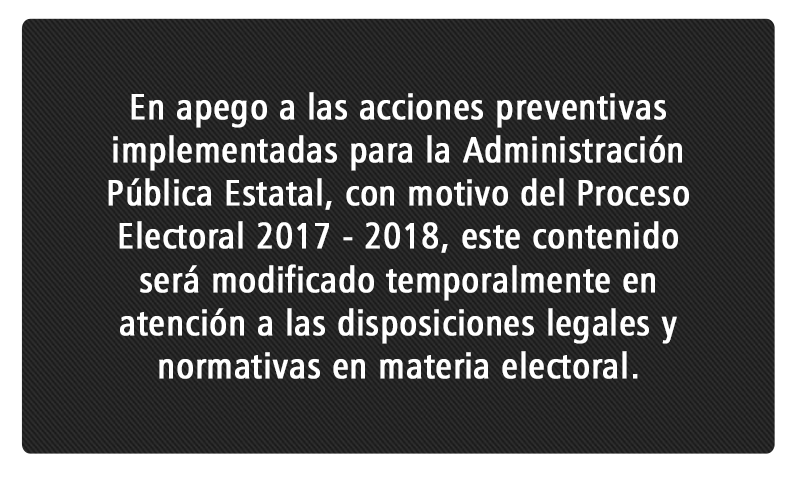 En apego a las acciones preventivas
implementadas para la Administración
Pública Estatal, con motivo del Proceso
Electoral 2017 - 2018, este contenido
será modificado temporalmente en
atención a las disposiciones legales y
normativas en materia electoral.